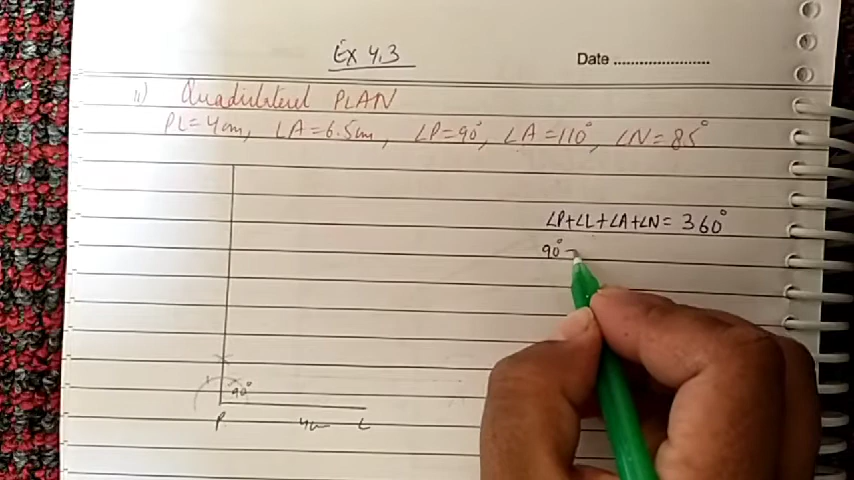 Ex 4.3
Date
ii) Quadrilateral PLAN
PL=4cm, LA=6.5cm, ∠P=90°, ∠A=110°, ∠N=85°
∠P+∠L+∠A+∠N=360°
90°
90°
P 4cm L